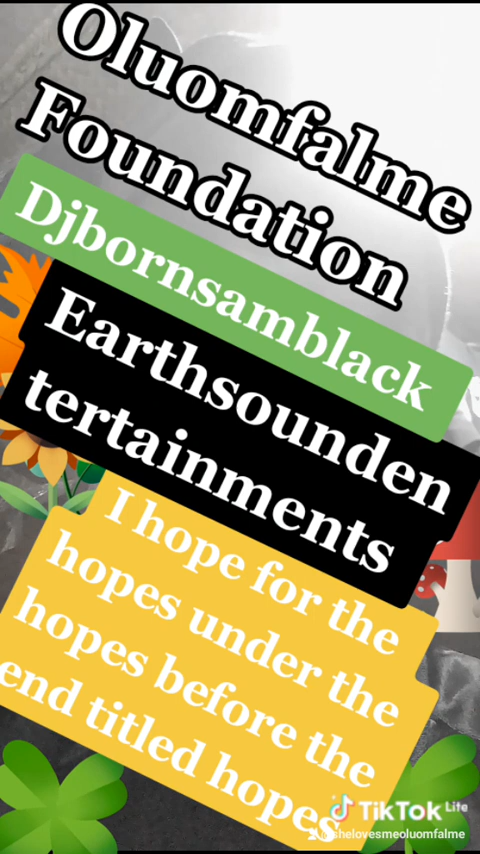 Oluomfalme
Foundation
Djbornsamblack
Earthsounden
tertainments
I hope for the
hopes under the
hopes before the
end titled hopes
TikTok Lite
@shelovesmeoluomfalme